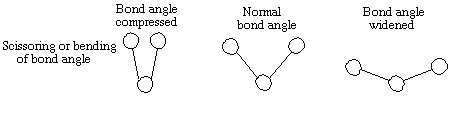 Bond angle
compressed
Normal
bond angle
Bond angle
widened
Scissoring or bending
of bond angle